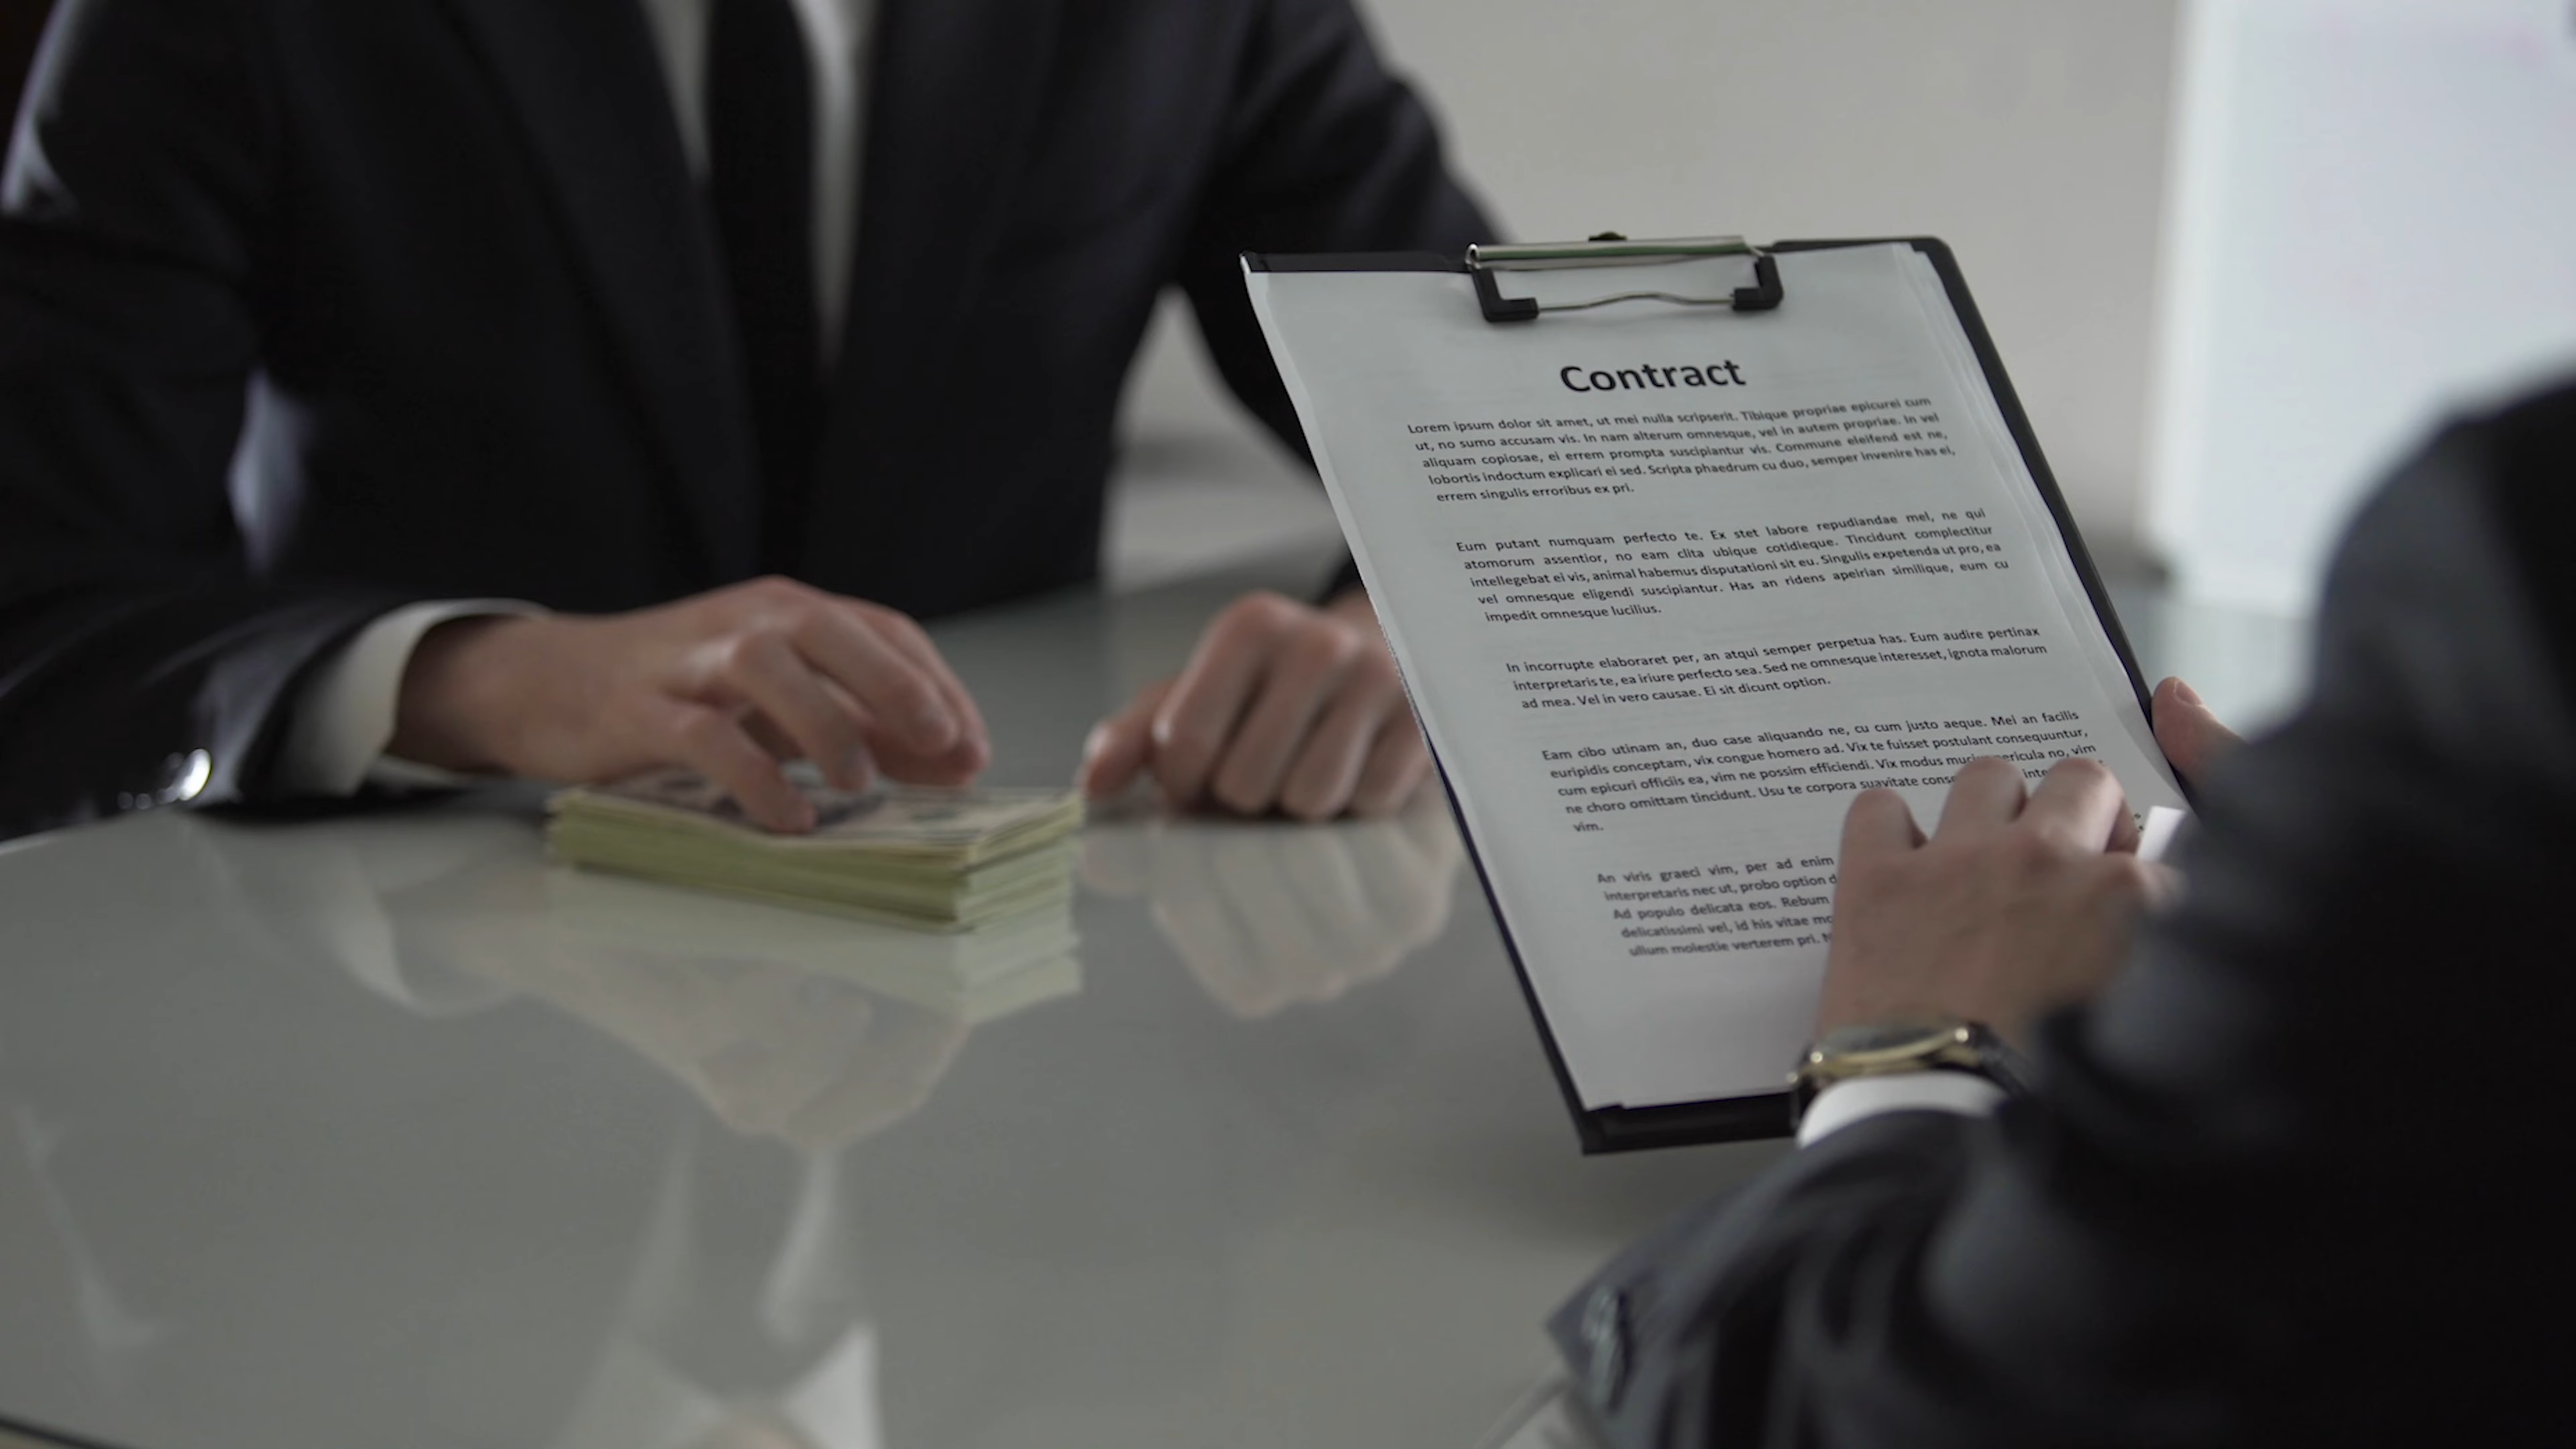 Contract
Lorem ipsum dolor sit amet, ut mei nulla scripserit. Tibique propriae epicurei cum
ut, no sumo accusam vis. In nam alterum omnesque, vel in autem propriae. In vel
aliquam copiosae, ei errem prompta suscipiantur vis. Commune eleifend est ne,
lobortis indoctum explicari ei sed. Scripta phaedrum cu duo, semper invenire has ei,
errem singulis erroribus ex pri.
Eum putant numquam perfecto te. Ex stet labore repudiandae mel, ne qui
atomorum assentior, no eam clita ubique cotidieque. Tincidunt complectitur
intellegebat ei vis, animal habemus disputationi sit eu. Singulis expetenda ut pro, ea
vel omnesque eligendi suscipiantur. Has an ridens apeirian similique, eum cu
impedit omnesque lucilius.
In incorrupte elaboraret per, an atqui semper perpetua has. Eum audire pertinax
interpretaris te, ea iriure perfecto sea. Sed ne omnesque interesset, ignota malorum
ad mea. Vel in vero causae. Ei sit dicunt option.
Eam cibo utinam an, duo case aliquando ne, cu cum justo aeque. Mei an facilis
euripidis conceptam, vix congue homero ad. Vix te fuisset postulant consequuntur,
cum epicuri officiis ea, vim ne possim efficiendi. Vix modus pericula no, vim
ne choro omittam tincidunt. Usu te corpora suavitate
vim.
An viris graeci vim, per ad enim
interpretaris nec ut, probo option
Ad populo delicata eos. Rebum
delicatissimi vel, id his vitae
ullum molestie verterem pri.